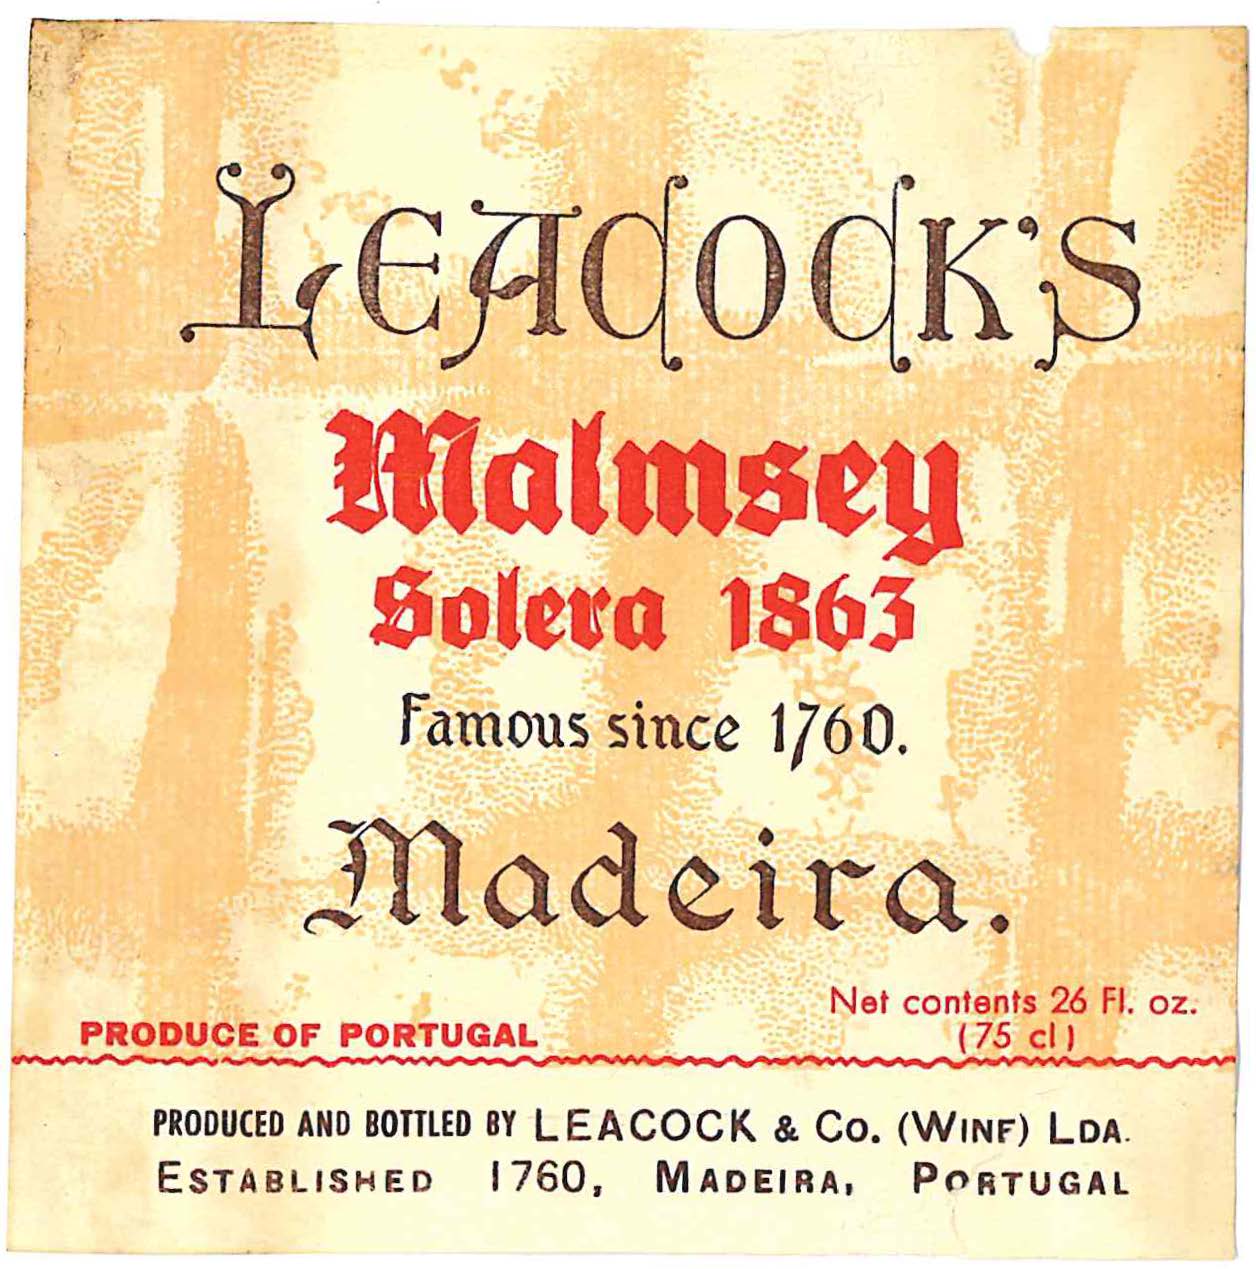 LEACOCK'S
Malmsey
Solera 1863
Famous since 1760.
Madeira.
Net contents 26 Fl. oz.
(75 cl)
PRODUCE OF PORTUGAL
PRODUCED AND BOTTLED BY LEACOCK & Co. (WINF) LDA.
ESTABLISHED 1760, MADEIRA, PORTUGAL